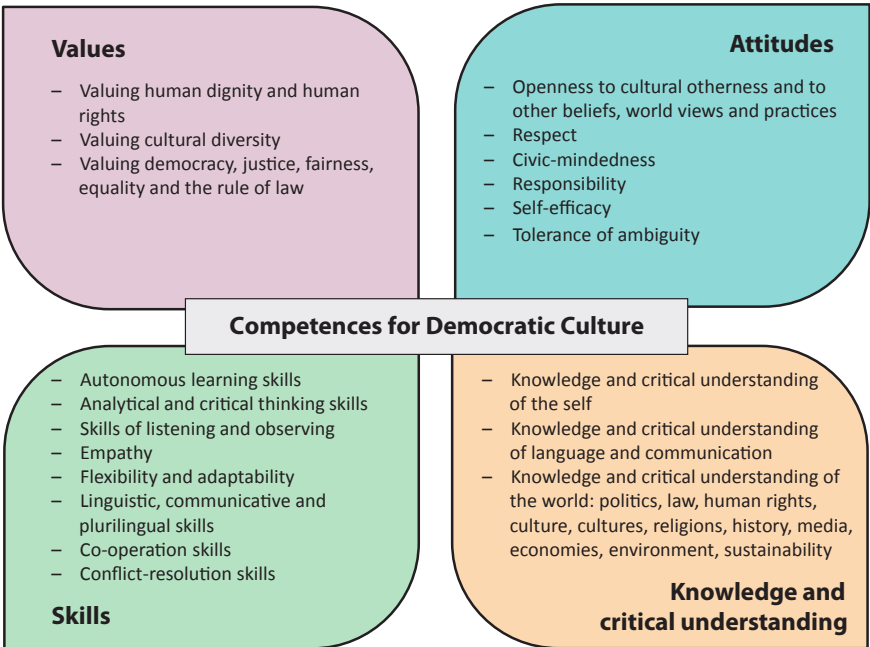 Values
– Valuing human dignity and human
rights
– Valuing cultural diversity
– Valuing democracy, justice, fairness,
equality and the rule of law
Attitudes
– Openness to cultural otherness and to
other beliefs, world views and practices
– Respect
– Civic-mindedness
– Responsibility
– Self-efficacy
– Tolerance of ambiguity
Competences for Democratic Culture
– Autonomous learning skills
– Analytical and critical thinking skills
– Skills of listening and observing
– Empathy
– Flexibility and adaptability
– Linguistic, communicative and
plurilingual skills
– Co-operation skills
– Conflict-resolution skills
Skills
– Knowledge and critical understanding
of the self
– Knowledge and critical understanding
of language and communication
– Knowledge and critical understanding of
the world: politics, law, human rights,
culture, cultures, religions, history, media,
economies, environment, sustainability
Knowledge and
critical understanding